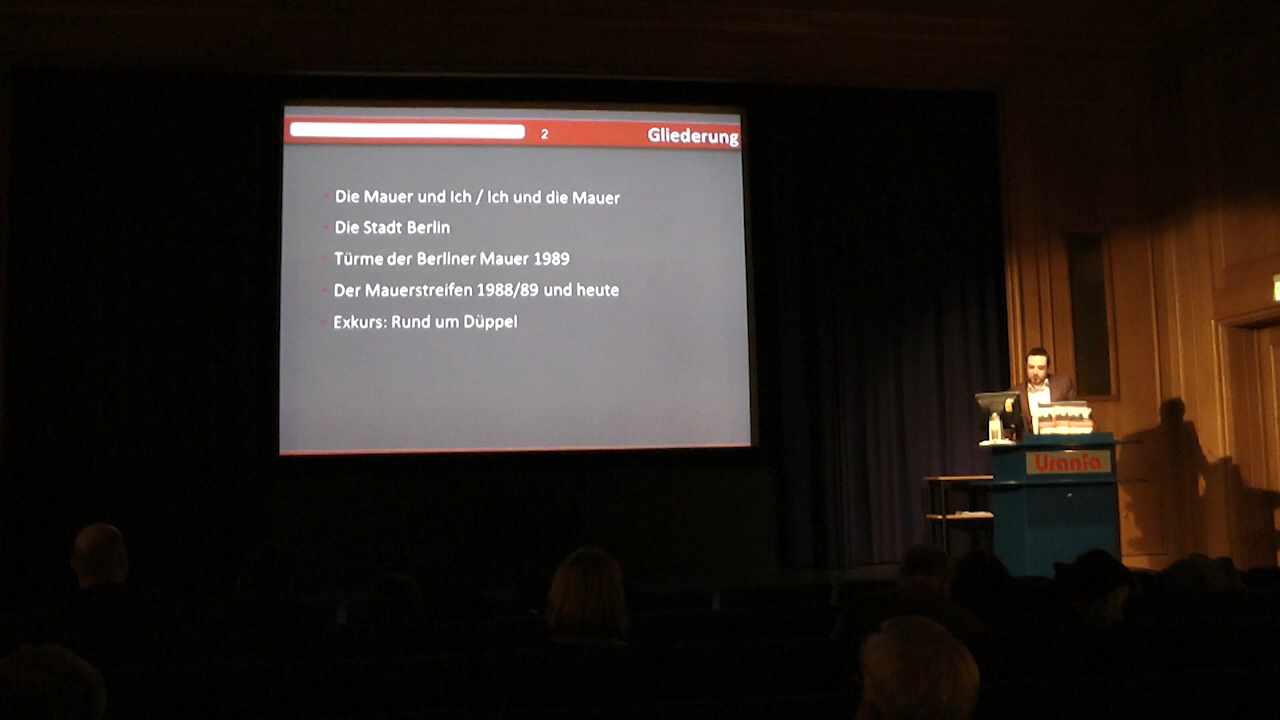 2 Gliederung
Die Mauer und Ich / Ich und die Mauer
Die Stadt Berlin
Türme der Berliner Mauer 1989
Der Mauerstreifen 1988/89 und heute
Exkurs: Rund um Düppel
Urania